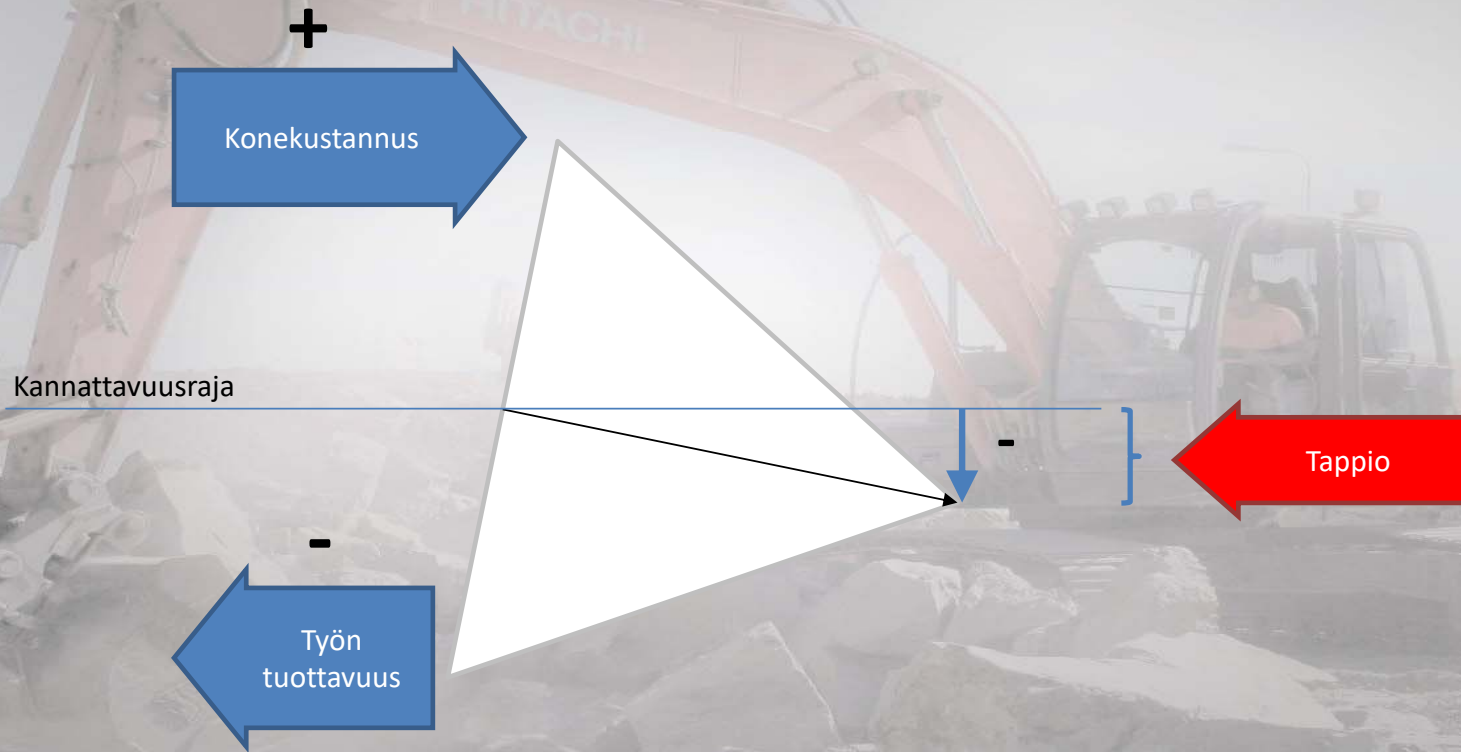 HITACHI
+
Konekustannus
Kannattavuusraja
-
Tappio
-
Työn
tuottavuus